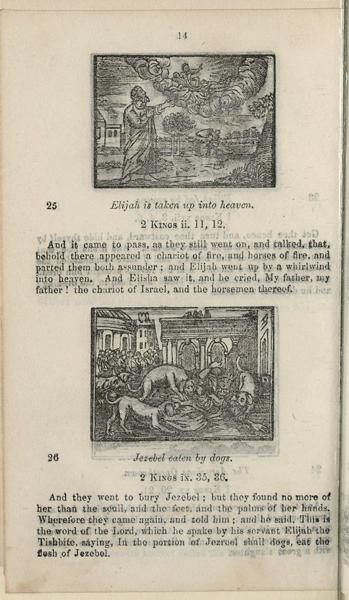 14
25 Elijah is taken up into heaven.
2 Kings ii. 11, 12.
And it came to pass, as they still went on, and talked, that,
behold there appeared a chariot of fire, and horses of fire, and
parted them both assunder; and Elijah went up by a whirlwind
into heaven. And Elisha saw it, and he cried, My father, my
father! the chariot of Israel, and the horsemen thereof.
26 Jezebel eaten by dogs.
2 Kings ix. 35, 36.
And they went to bury Jezebel; but they found no more of
her than the scull, and the feet, and the palms of her hands.
Wherefore they came again, and told him; and he said, This is
the word of the Lord, which he spake by his servant Elijah the
Tishbite, saying, In the portion of Jezreel shall dogs, eat the
flesh of Jezebel.